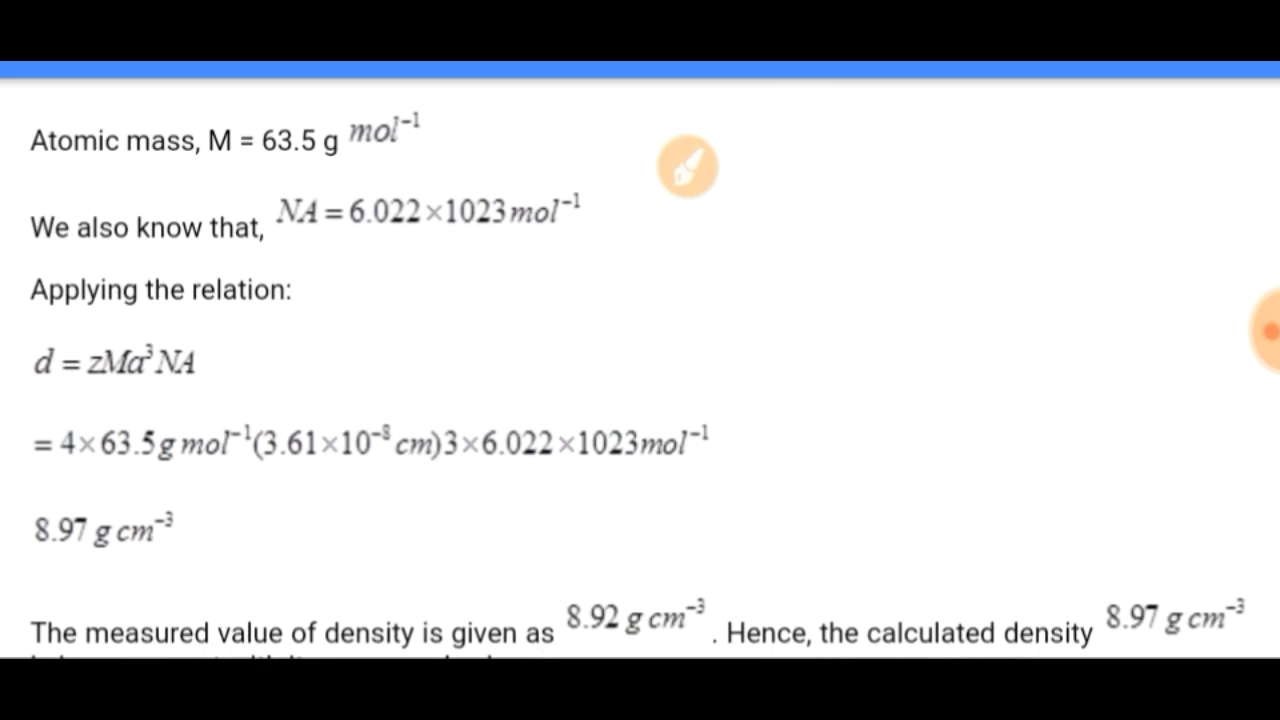 Atomic mass, M = 63.5 g mol⁻¹
We also know that, NA = 6.022×1023 mol⁻¹
Applying the relation:
d = zMa³NA
= 4×63.5 g mol⁻¹(3.61×10⁻⁸ cm)3×6.022×1023mol⁻¹
8.97 g cm⁻³
The measured value of density is given as 8.92 g cm⁻³ . Hence, the calculated density 8.97 g cm⁻³